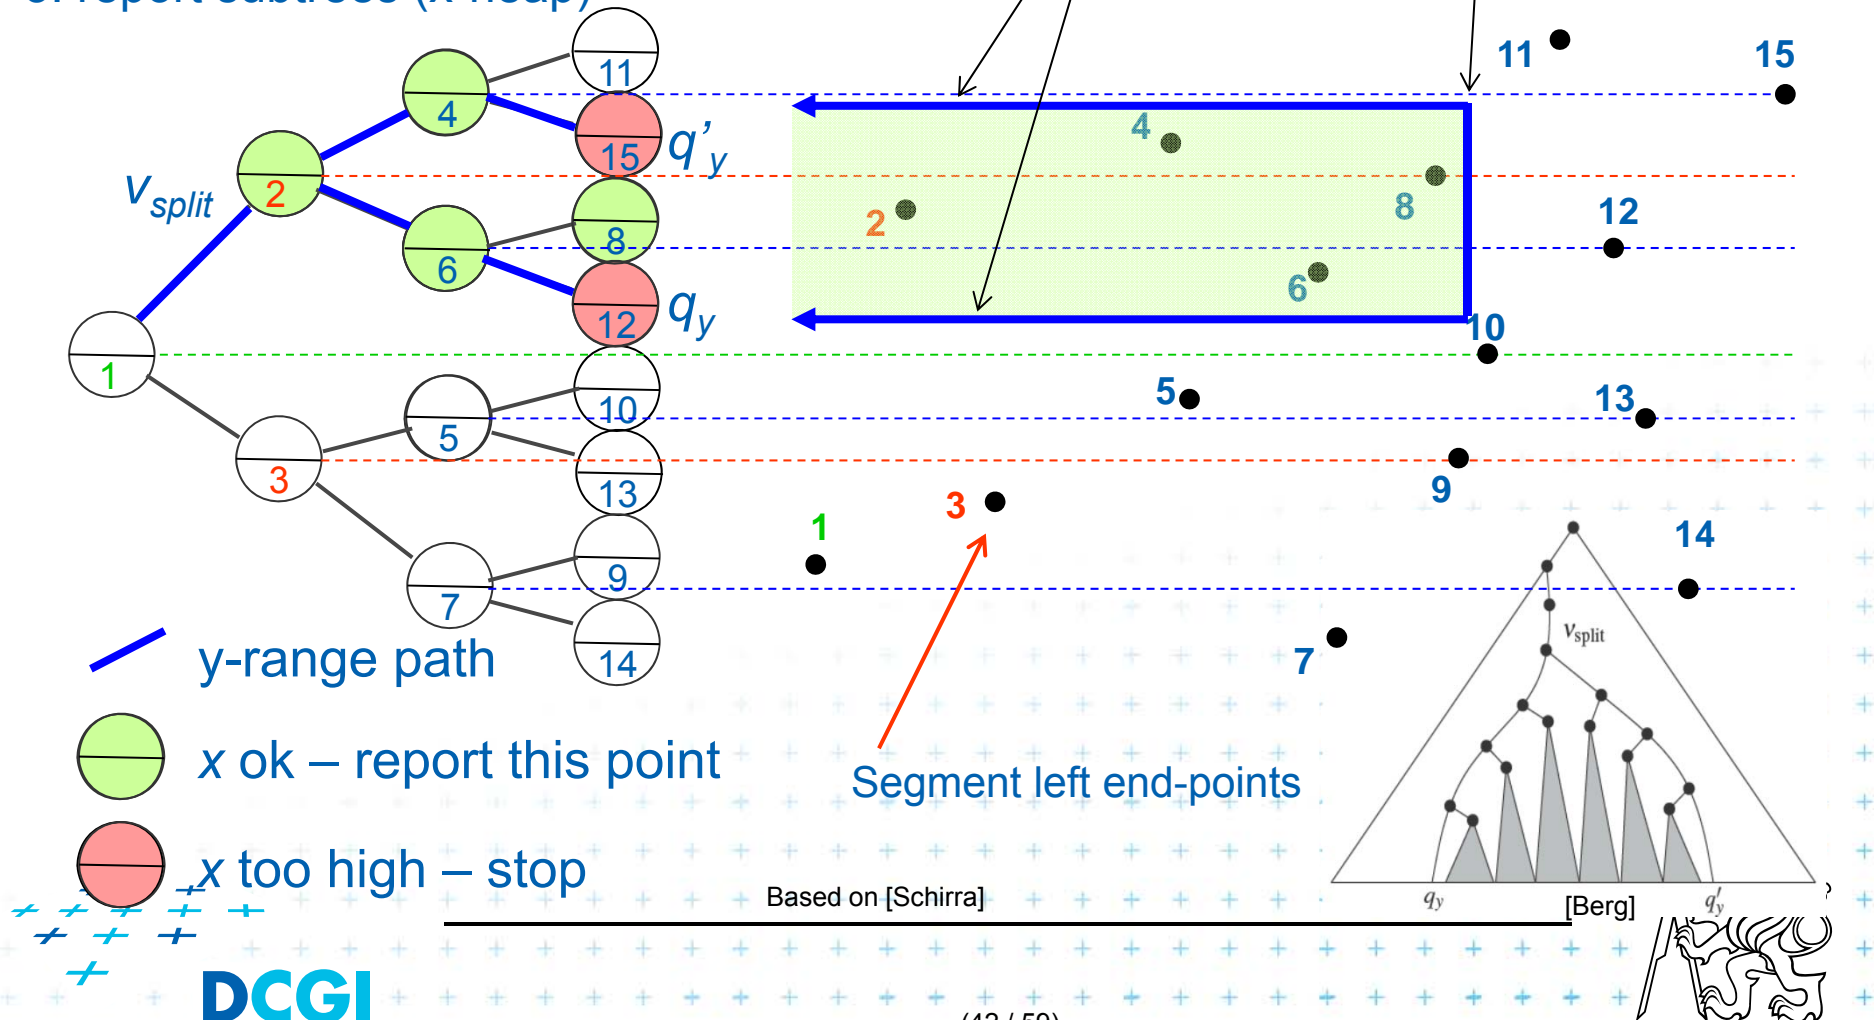 11
4
15
q’y
vsplit
2
8
6
12
qy
1
10
5
13
3
9
7
14
11
15
4
8
2
12
6
10
5
13
9
3
1
14
7
y-range path
x ok – report this point
x too high – stop
Segment left end-points
Based on [Schirra]
vsplit
qy
q′y
[Berg]
DCGI